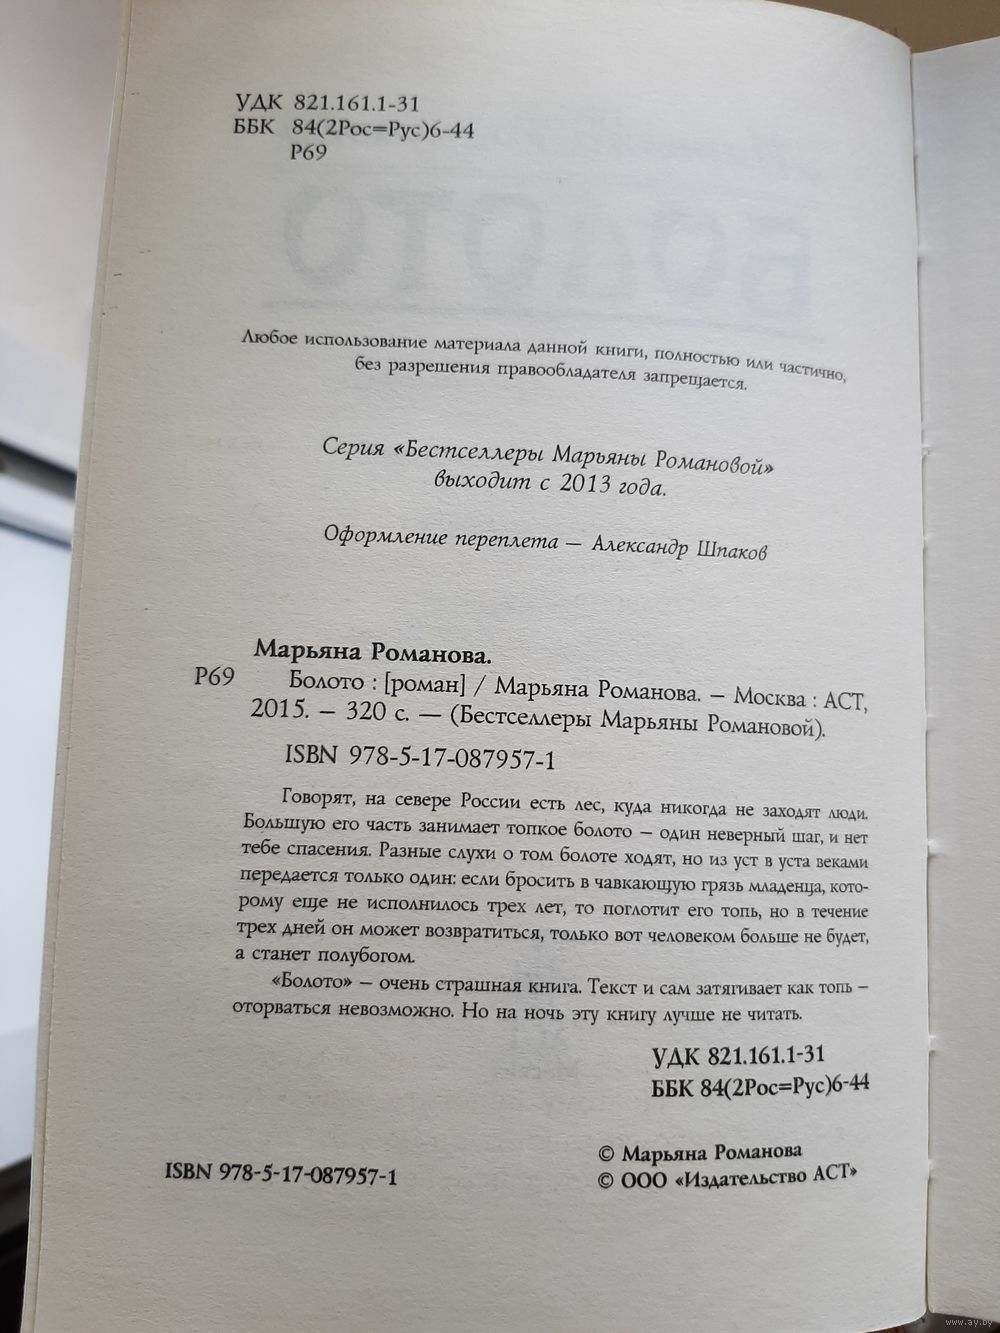 УДК 821.161.1-31
ББК 84(2Рос=Рус)6-44
Р69
БОЛОТО
Любое использование материала данной книги, полностью или частично,
без разрешения правообладателя запрещается.
Серия «Бестселлеры Марьяны Романовой»
выходит с 2013 года.
Оформление переплета — Александр Шпаков
Марьяна Романова.
Р69 Болото : [роман] / Марьяна Романова. – Москва : АСТ,
2015. – 320 с. — (Бестселлеры Марьяны Романовой).
ISBN 978-5-17-087957-1
Говорят, на севере России есть лес, куда никогда не заходят люди.
Большую его часть занимает топкое болото – один неверный шаг, и нет
тебе спасения. Разные слухи о том болоте ходят, но из уст в уста веками
передается только один: если бросить в чавкающую грязь младенца, кото-
рому еще не исполнилось трех лет, то поглотит его топь, но в течение
трех дней он может возвратиться, только вот человеком больше не будет,
а станет полубогом.
«Болото» – очень страшная книга. Текст и сам затягивает как топь –
оторваться невозможно. Но на ночь эту книгу лучше не читать.
УДК 821.161.1-31
ББК 84(2Рос=Рус)6-44
© Марьяна Романова
ISBN 978-5-17-087957-1 © ООО «Издательство АСТ»
www.ay.by